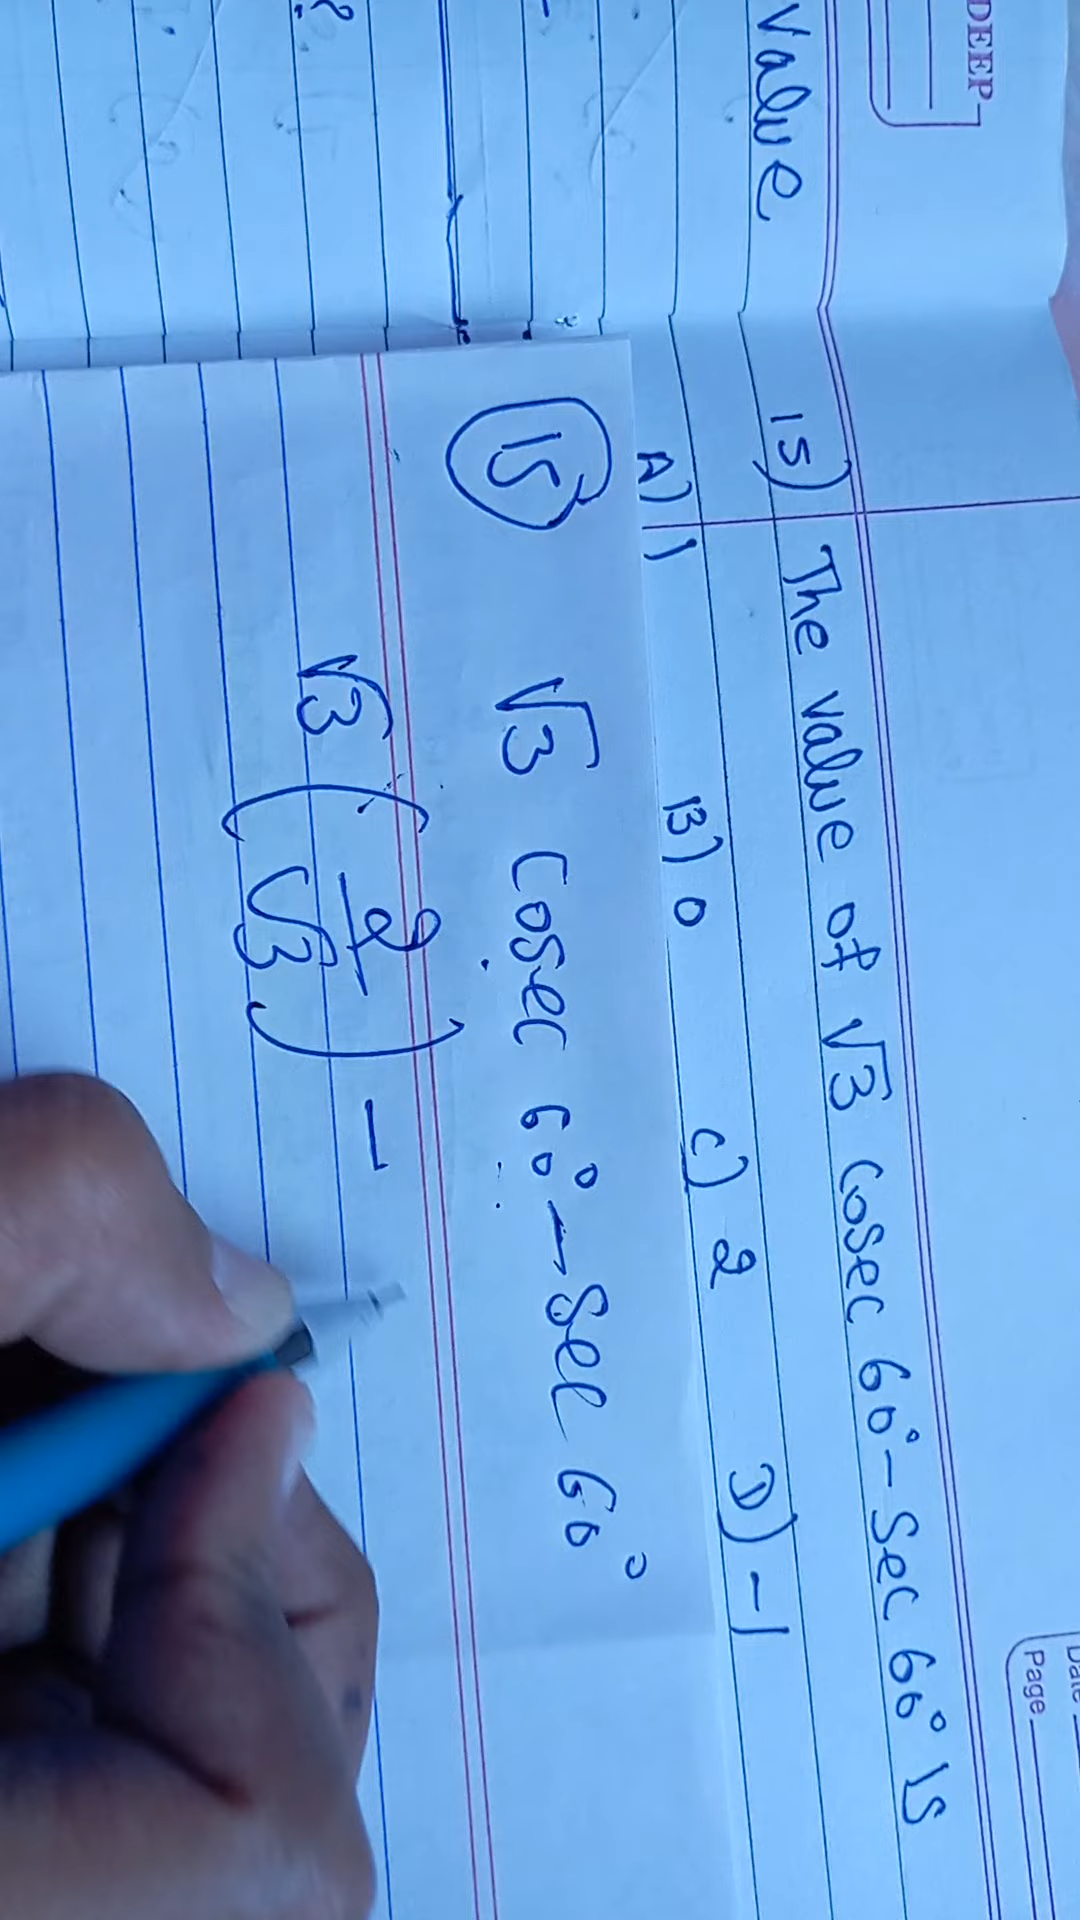 DEEP
Date
Page
Value
15) The value of √3 cosec 60° - sec 60° is
A) 1 B) 0 C) 2 D) -1
15 √3 cosec 60° - sec 60°
√3 (2/√3) -